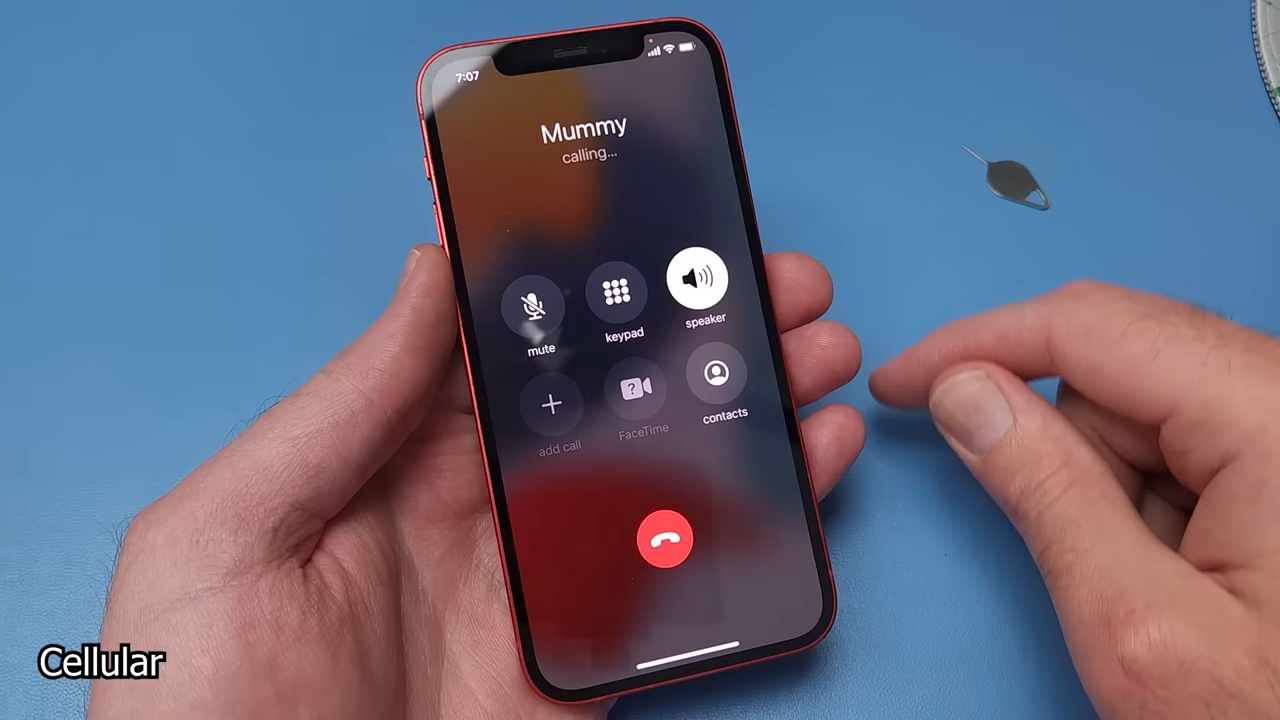 7:07
Mummy
calling...
mute
keypad
speaker
add call
FaceTime
contacts
Cellular